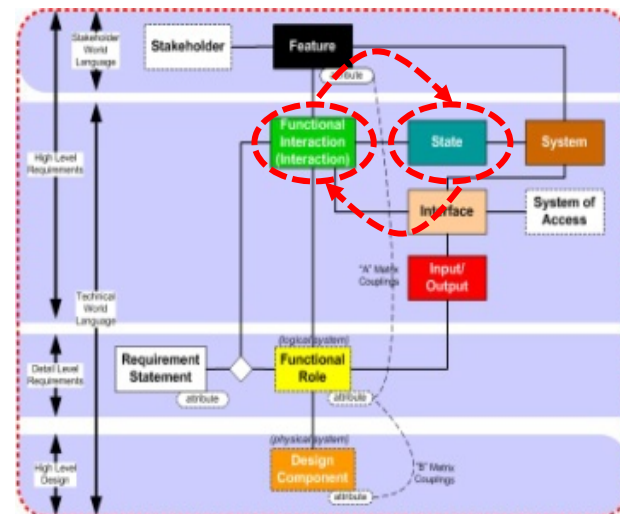 Stakeholder
World
Language
Stakeholder
Feature
attribute
High Level
Requirements
Functional
Interaction
(Interaction)
State
System
Interface
System of
Access
"A" Matrix
Couplings
Input/
Output
Technical
World
Language
(logical system)
Detail Level
Requirements
Requirement
Statement
attribute
Functional
Role
attribute
(physical system)
High Level
Design
Design
Component
attribute
"B" Matrix
Couplings